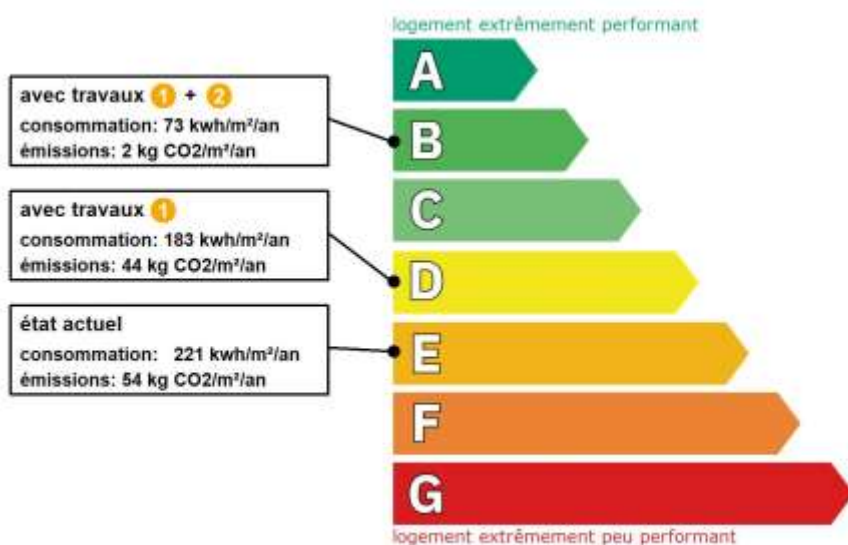 logement extrêmement performant
avec travaux 1 + 2
consommation: 73 kwh/m²/an
émissions: 2 kg CO2/m²/an
avec travaux 1
consommation: 183 kwh/m²/an
émissions: 44 kg CO2/m²/an
état actuel
consommation: 221 kwh/m²/an
émissions: 54 kg CO2/m²/an
A
B
C
D
E
F
G
logement extrêmement peu performant